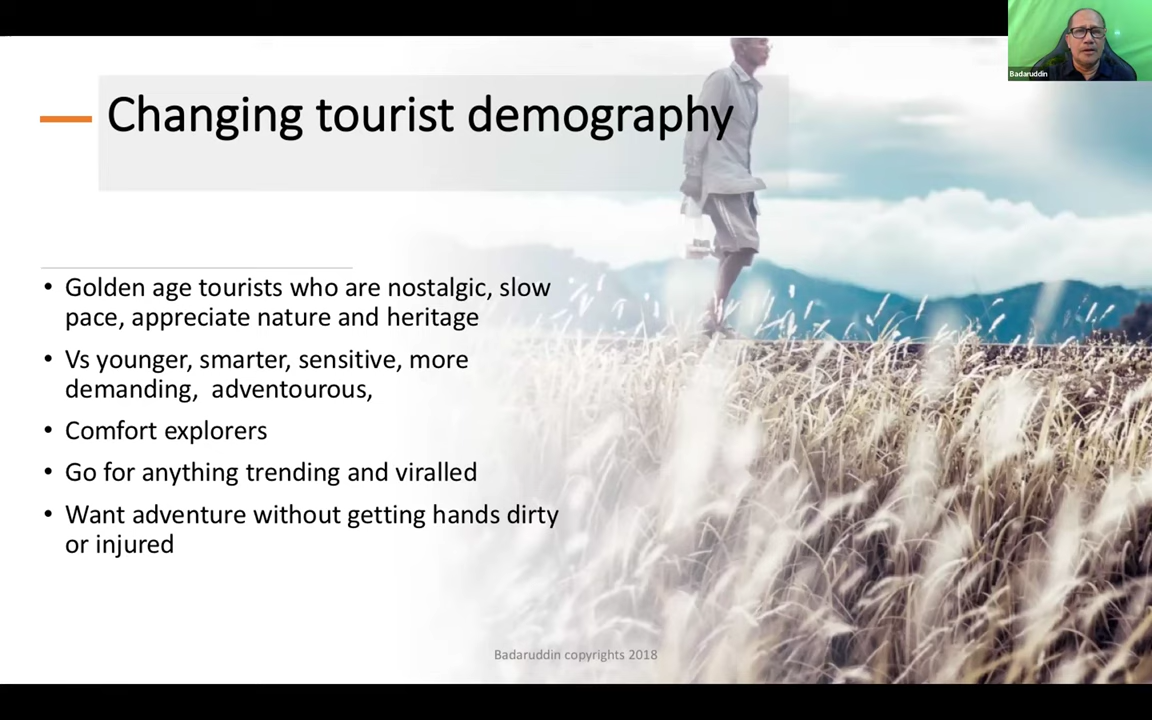 Badaruddin
Changing tourist demography
• Golden age tourists who are nostalgic, slow
pace, appreciate nature and heritage
• Vs younger, smarter, sensitive, more
demanding,  adventourous,
• Comfort explorers
• Go for anything trending and viralled
• Want adventure without getting hands dirty
or injured
Badaruddin copyrights 2018